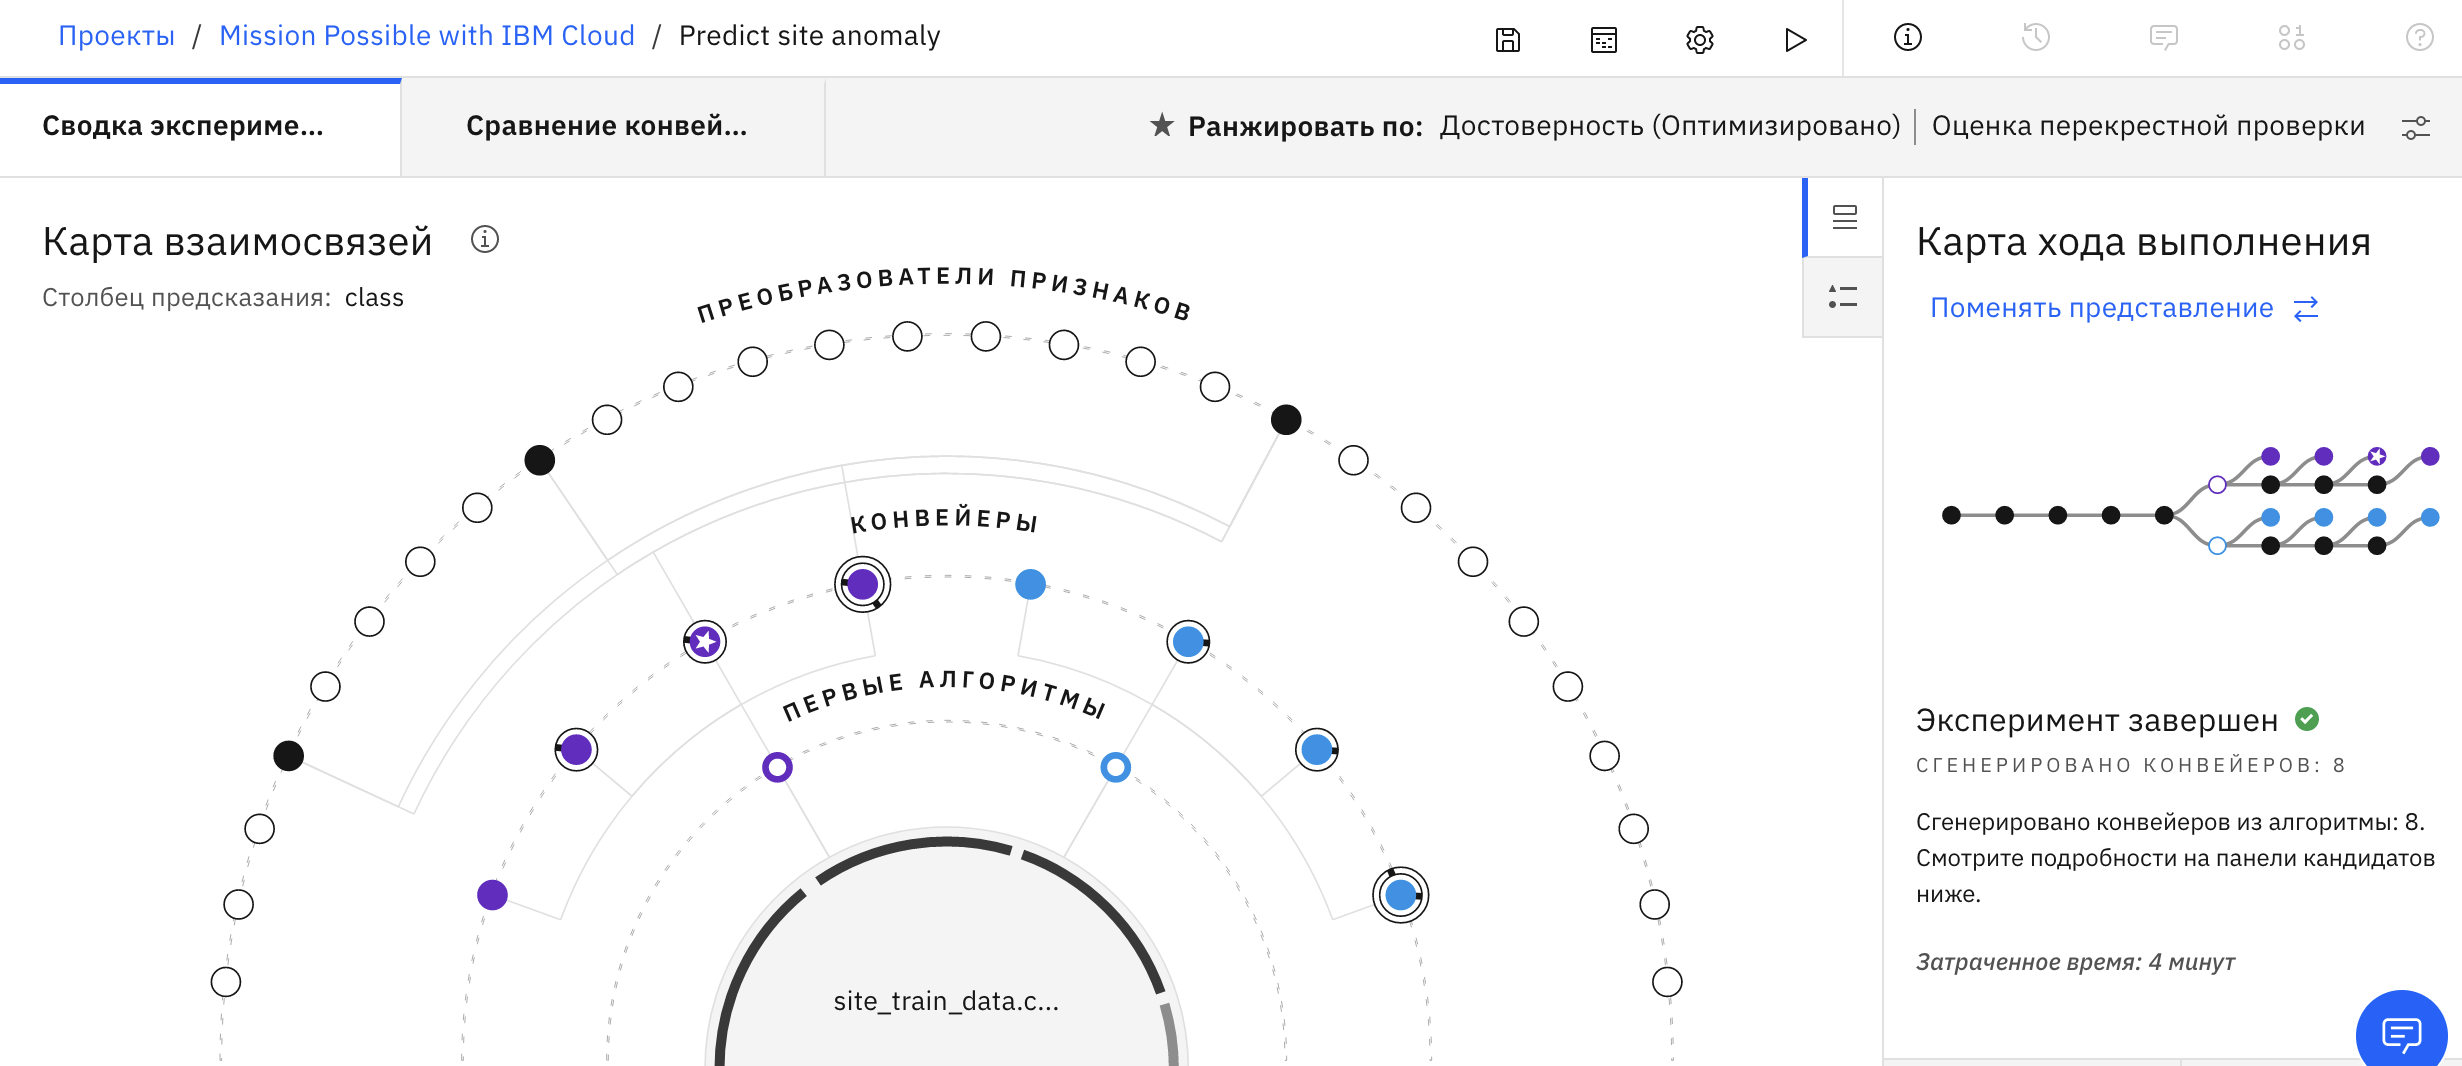 Проекты / Mission Possible with IBM Cloud / Predict site anomaly
Сводка экспериме...
Сравнение конвей...
★ Ранжировать по: Достоверность (Оптимизировано) | Оценка перекрестной проверки
Карта взаимосвязей
Столбец предсказания: class
ПРЕОБРАЗОВАТЕЛИ ПРИЗНАКОВ
КОНВЕЙЕРЫ
ПЕРВЫЕ АЛГОРИТМЫ
site_train_data.c...
Карта хода выполнения
Поменять представление
Эксперимент завершен
СГЕНЕРИРОВАНО КОНВЕЙЕРОВ: 8
Сгенерировано конвейеров из алгоритмы: 8.
Смотрите подробности на панели кандидатов
ниже.
Затраченное время: 4 минут